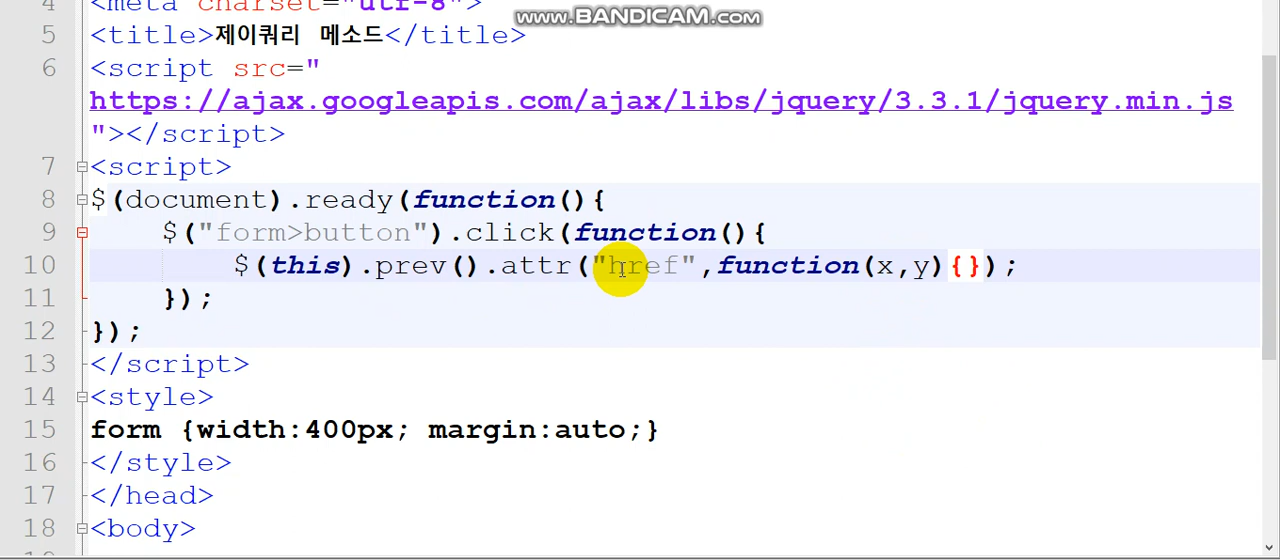 www.BANDICAM.com
4 <meta charset="utf-8">
5 <title>제이쿼리 메소드</title>
6 <script src="
https://ajax.googleapis.com/ajax/libs/jquery/3.3.1/jquery.min.js
"></script>
7 <script>
8 $(document).ready(function(){
9 $("form>button").click(function(){
10 $(this).prev().attr("href",function(x,y){});
11 });
12 });
13 </script>
14 <style>
15 form {width:400px; margin:auto;}
16 </style>
17 </head>
18 <body>